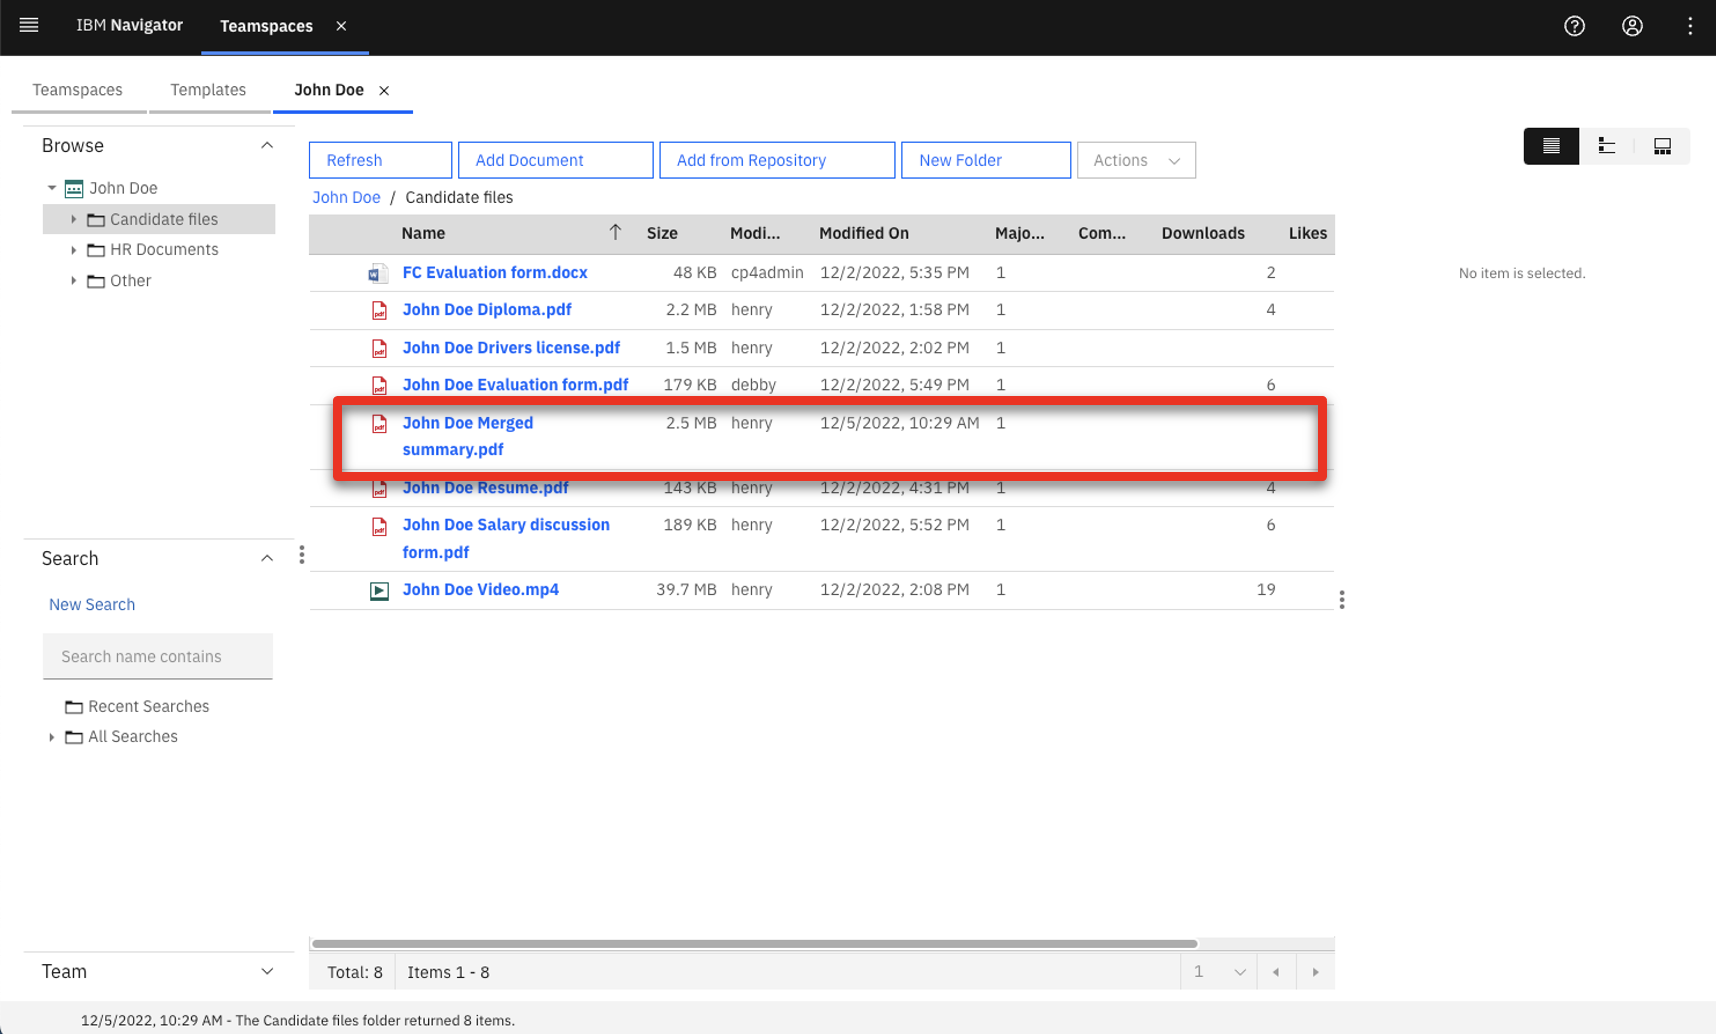 IBM Navigator Teamspaces
Teamspaces Templates John Doe
Browse
John Doe
Candidate files
HR Documents
Other
Search
New Search
Search name contains
Recent Searches
All Searches
Team
Refresh Add Document Add from Repository New Folder Actions
John Doe / Candidate files
Name Size Modi... Modified On Majo... Com... Downloads Likes
FC Evaluation form.docx 48 KB cp4admin 12/2/2022, 5:35 PM 1 2
John Doe Diploma.pdf 2.2 MB henry 12/2/2022, 1:58 PM 1 4
John Doe Drivers license.pdf 1.5 MB henry 12/2/2022, 2:02 PM 1
John Doe Evaluation form.pdf 179 KB debby 12/2/2022, 5:49 PM 1 6
John Doe Merged 2.5 MB henry 12/5/2022, 10:29 AM 1
summary.pdf
John Doe Resume.pdf 143 KB henry 12/2/2022, 4:31 PM 1 4
John Doe Salary discussion 189 KB henry 12/2/2022, 5:52 PM 1 6
form.pdf
John Doe Video.mp4 39.7 MB henry 12/2/2022, 2:08 PM 1 19
No item is selected.
Total: 8 Items 1 - 8 1
12/5/2022, 10:29 AM - The Candidate files folder returned 8 items.